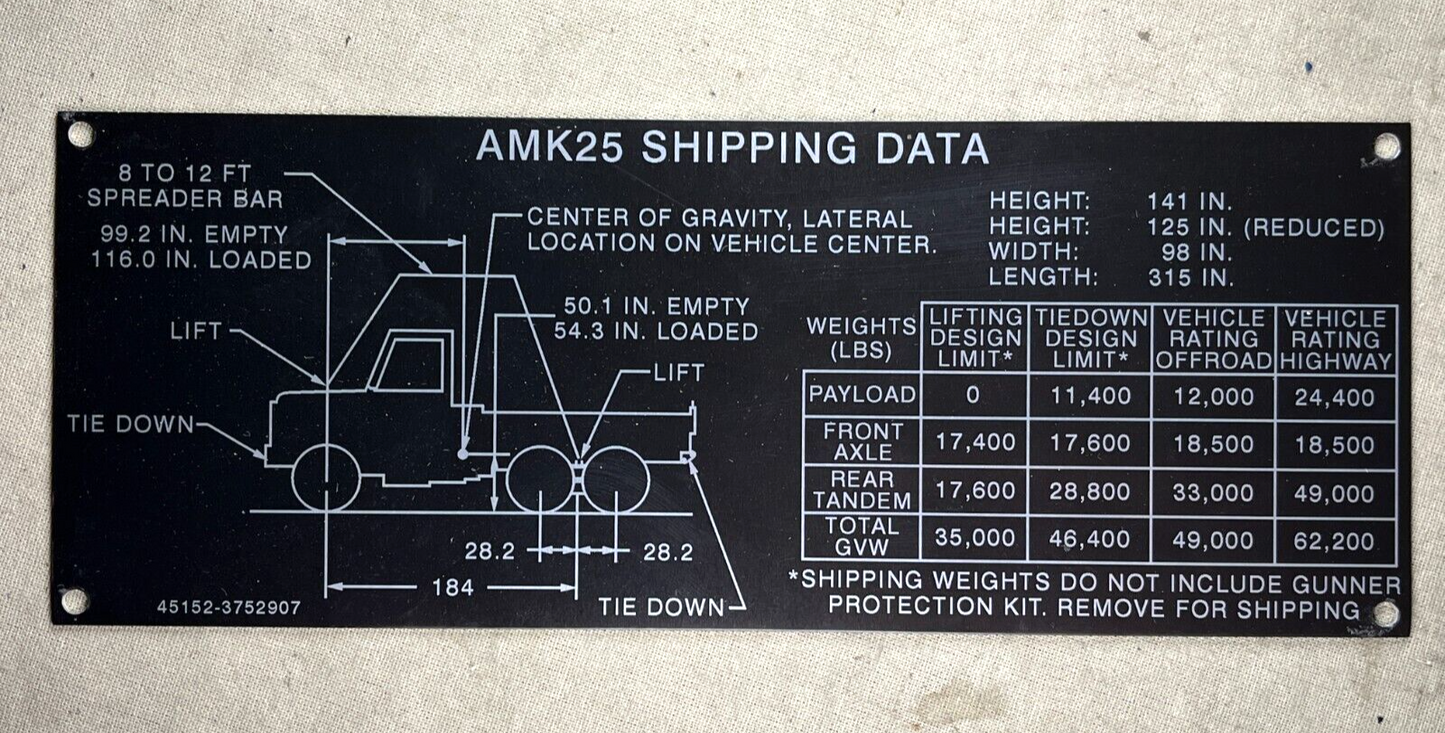 AMK25 SHIPPING DATA
8 TO 12 FT
SPREADER BAR
99.2 IN. EMPTY
116.0 IN. LOADED
CENTER OF GRAVITY, LATERAL
LOCATION ON VEHICLE CENTER.
HEIGHT: 141 IN.
HEIGHT: 125 IN. (REDUCED)
WIDTH: 98 IN.
LENGTH: 315 IN.
50.1 IN. EMPTY
54.3 IN. LOADED
LIFT
LIFT
TIE DOWN
28.2 28.2
184
TIE DOWN
45152-3752907
WEIGHTS (LBS) LIFTING DESIGN LIMIT* TIEDOWN DESIGN LIMIT* VEHICLE RATING OFFROAD VEHICLE RATING HIGHWAY
PAYLOAD 0 11,400 12,000 24,400
FRONT AXLE 17,400 17,600 18,500 18,500
REAR TANDEM 17,600 28,800 33,000 49,000
TOTAL GVW 35,000 46,400 49,000 62,200
*SHIPPING WEIGHTS DO NOT INCLUDE GUNNER
PROTECTION KIT. REMOVE FOR SHIPPING